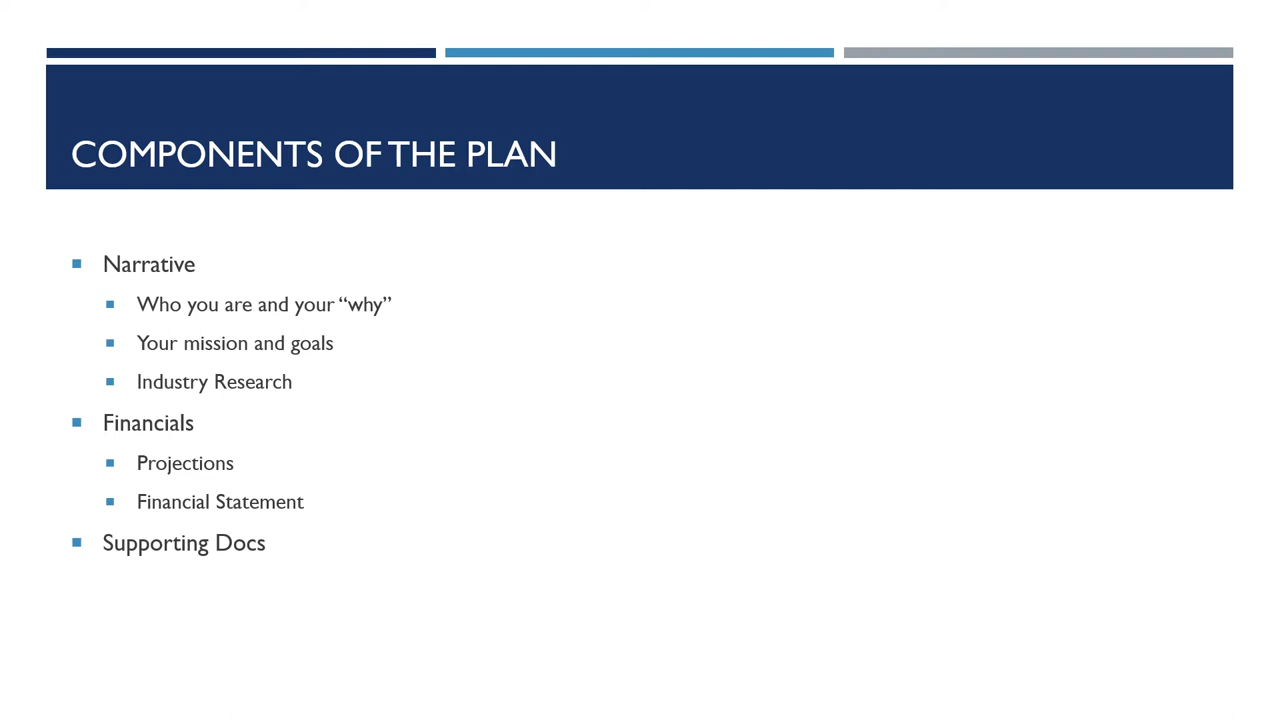 COMPONENTS OF THE PLAN
Narrative
Who you are and your “why”
Your mission and goals
Industry Research
Financials
Projections
Financial Statement
Supporting Docs